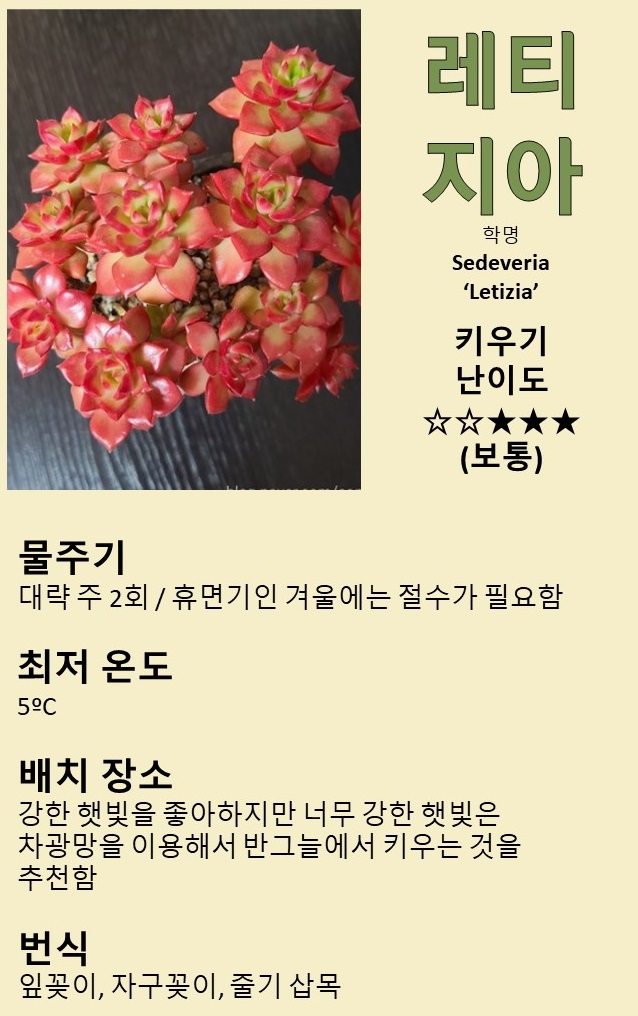 레티
지아
학명
Sedeveria
‘Letizia’
키우기
난이도
☆☆★★★
(보통)
물주기
대략 주 2회 / 휴면기인 겨울에는 절수가 필요함
최저 온도
5ºC
배치 장소
강한 햇빛을 좋아하지만 너무 강한 햇빛은
차광망을 이용해서 반그늘에서 키우는 것을
추천함
번식
잎꽂이, 자구꽂이, 줄기 삽목